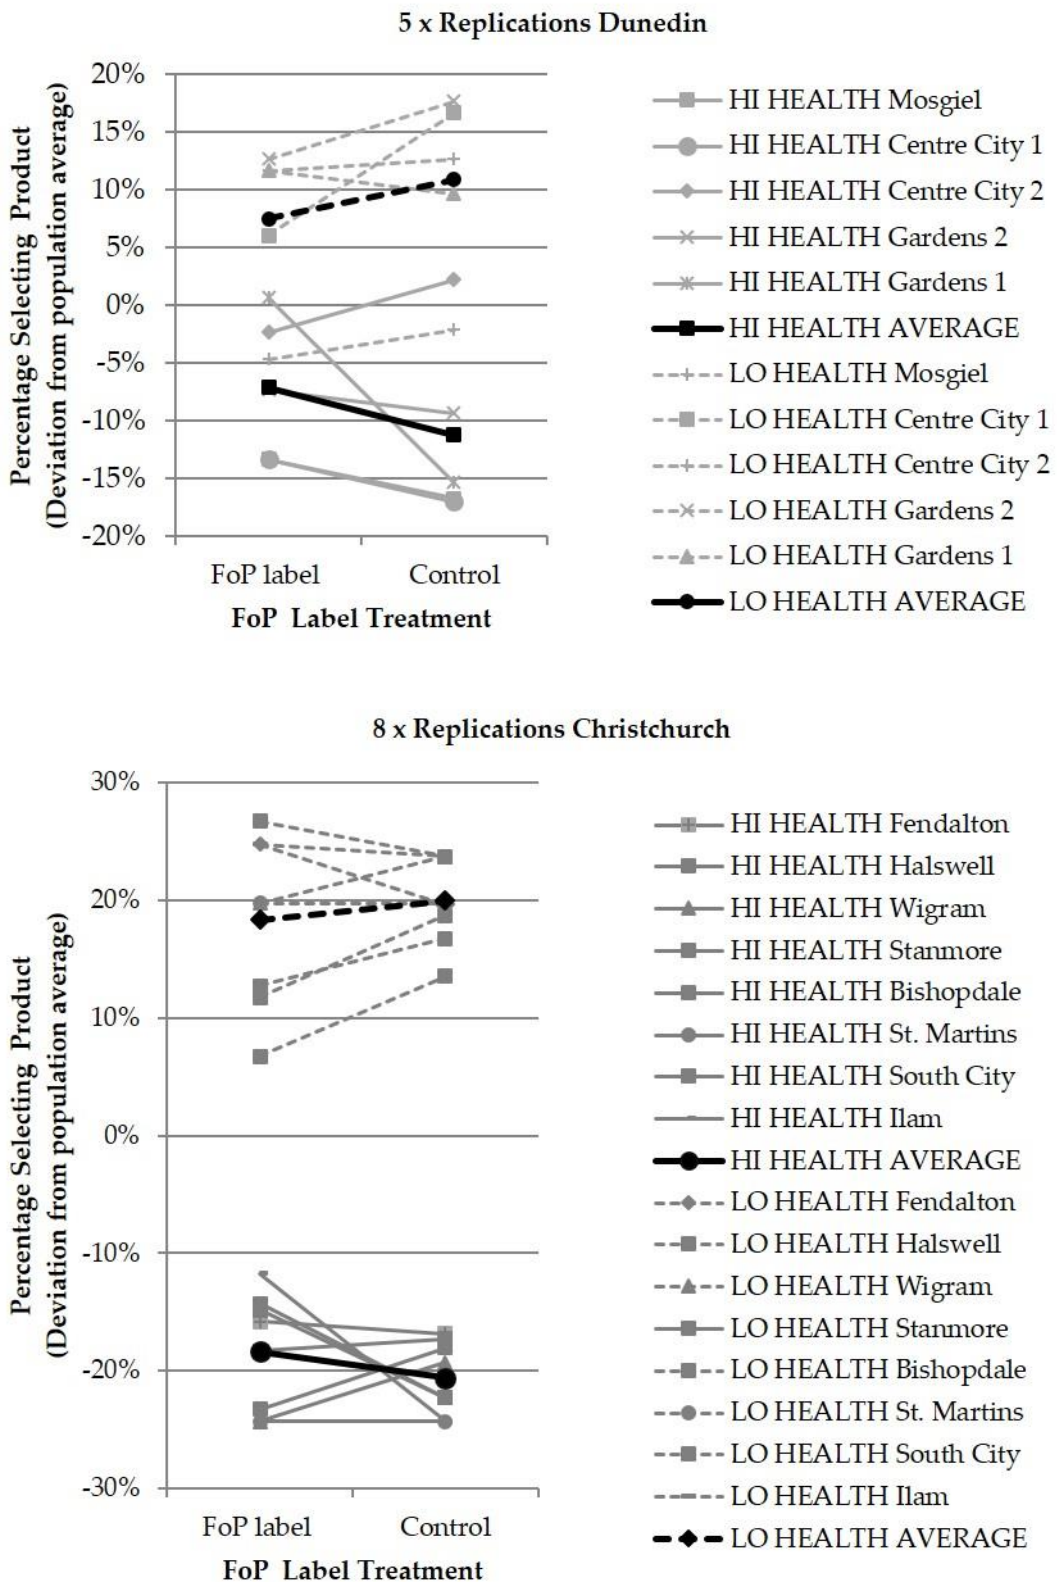 5 x Replications Dunedin
Percentage Selecting Product
(Deviation from population average)
20%
15%
10%
5%
0%
-5%
-10%
-15%
-20%
FoP label
Control
FoP Label Treatment
HI HEALTH Mosgiel
HI HEALTH Centre City 1
HI HEALTH Centre City 2
HI HEALTH Gardens 2
HI HEALTH Gardens 1
HI HEALTH AVERAGE
LO HEALTH Mosgiel
LO HEALTH Centre City 1
LO HEALTH Centre City 2
LO HEALTH Gardens 2
LO HEALTH Gardens 1
LO HEALTH AVERAGE
8 x Replications Christchurch
Percentage Selecting Product
(Deviation from population average)
30%
20%
10%
0%
-10%
-20%
-30%
FoP label
Control
FoP Label Treatment
HI HEALTH Fendalton
HI HEALTH Halswell
HI HEALTH Wigram
HI HEALTH Stanmore
HI HEALTH Bishopdale
HI HEALTH St. Martins
HI HEALTH South City
HI HEALTH Ilam
HI HEALTH AVERAGE
LO HEALTH Fendalton
LO HEALTH Halswell
LO HEALTH Wigram
LO HEALTH Stanmore
LO HEALTH Bishopdale
LO HEALTH St. Martins
LO HEALTH South City
LO HEALTH Ilam
LO HEALTH AVERAGE